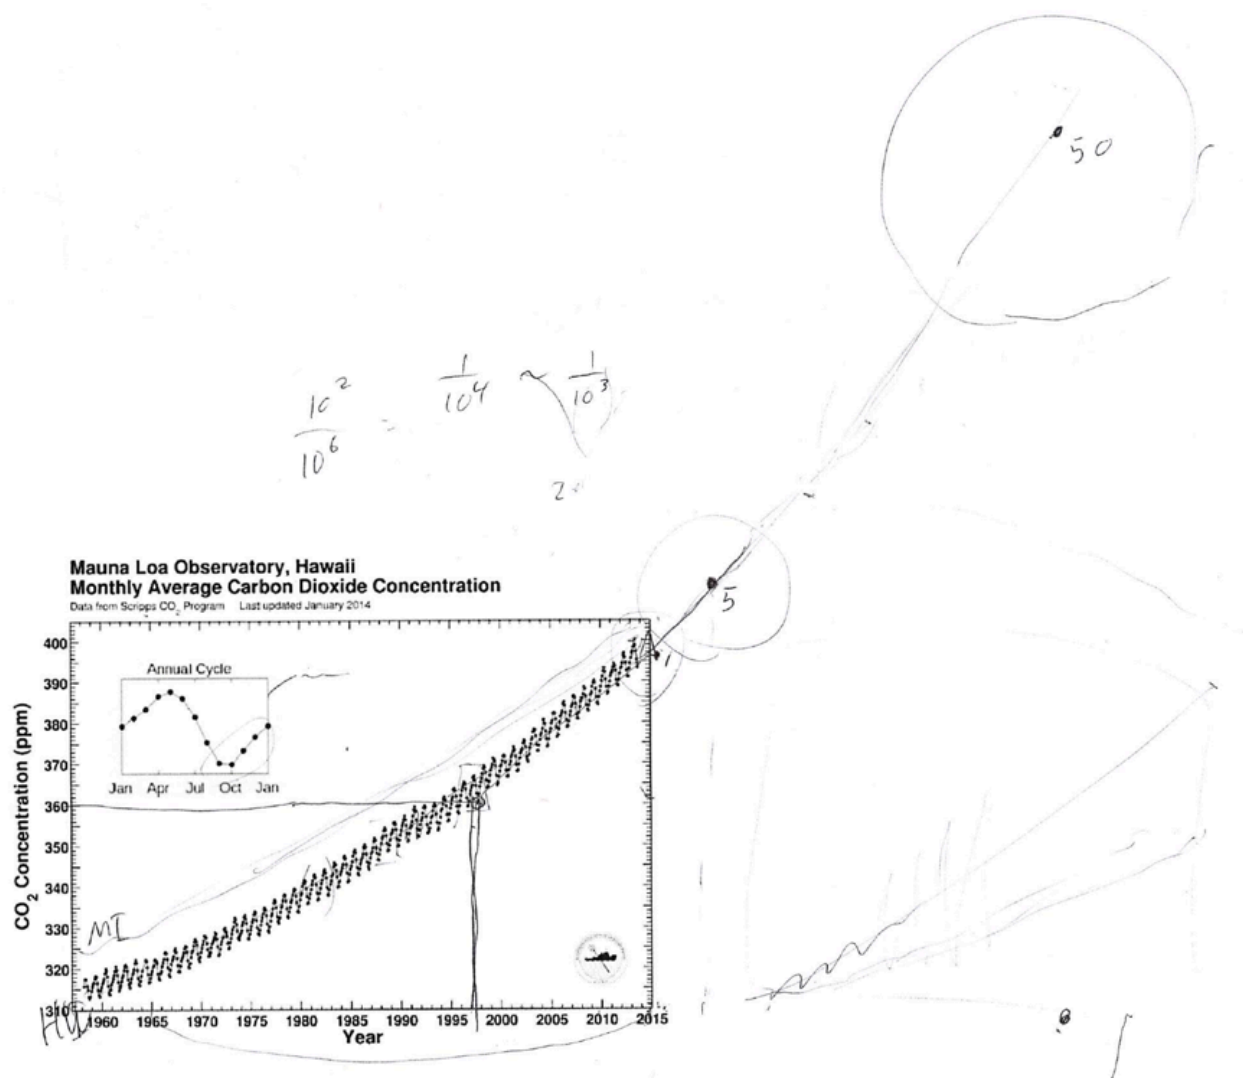 50
10² / 10⁶ = 1 / 10⁴ ~ 1 / 10³
5
1
Mauna Loa Observatory, Hawaii
Monthly Average Carbon Dioxide Concentration
Data from Scripps CO₂ Program Last updated January 2014
CO₂ Concentration (ppm)
400
390
380
370
360
350
340
330
320
310
Annual Cycle
Jan Apr Jul Oct Jan
MI
1960 1965 1970 1975 1980 1985 1990 1995 2000 2005 2010 2015
Year